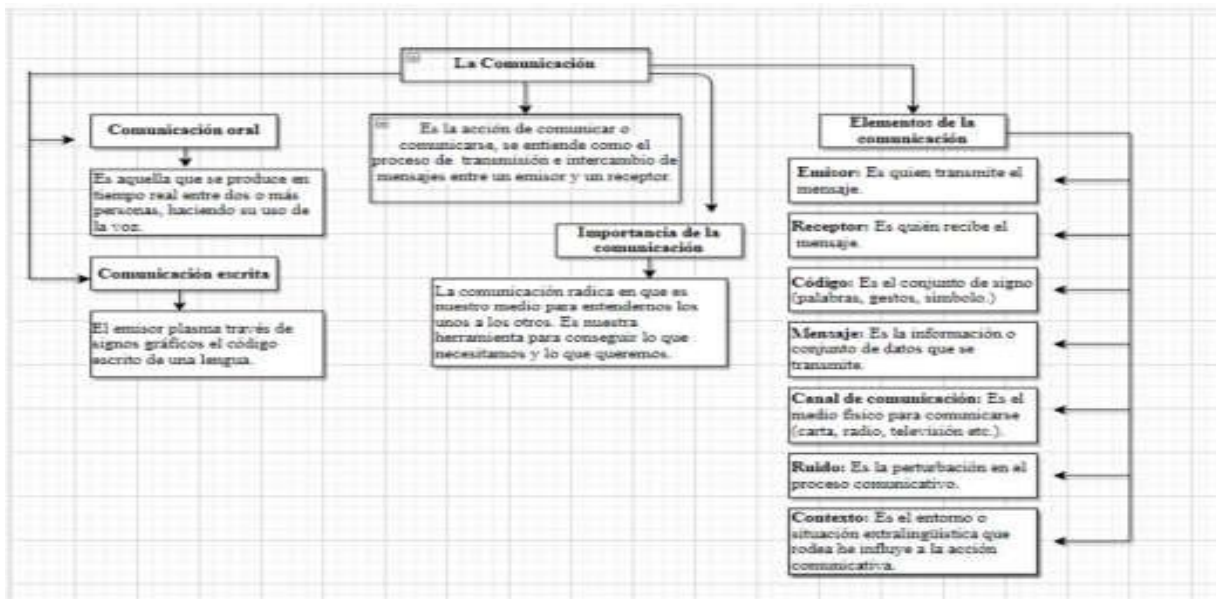 La Comunicación
Comunicación oral
Es aquella que se produce en
tiempo real entre dos o más
personas, haciendo su uso de
la voz.
Comunicación escrita
El emisor plasma través de
signos gráficos el código
escrito de una lengua.
Es la acción de comunicar o
comunicarse, se entiende como el
proceso de transmisión e intercambio de
mensajes entre un emisor y un receptor.
Importancia de la
comunicación
La comunicación radica en que es
nuestro medio para entendernos los
unos a los otros. Es nuestra
herramienta para conseguir lo que
necesitamos y lo que queremos.
Elementos de la
comunicación
Emisor: Es quien transmite el
mensaje.
Receptor: Es quién recibe el
mensaje.
Código: Es el conjunto de signo
(palabras, gestos, símbolo.)
Mensaje: Es la información o
conjunto de datos que se
transmite.
Canal de comunicación: Es el
medio físico para comunicarse
(carta, radio, televisión etc.).
Ruido: Es la perturbación en el
proceso comunicativo.
Contexto: Es el entorno o
situación extralingüística que
rodea he influye a la acción
comunicativa.